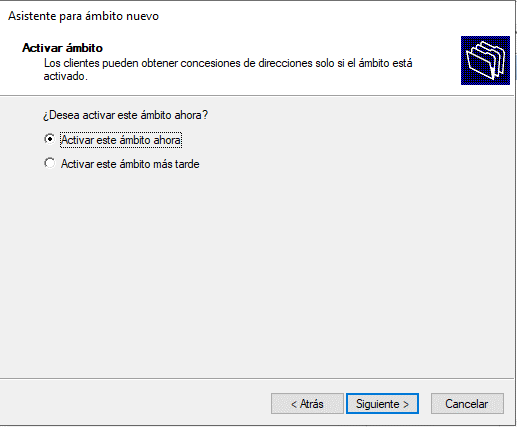 Asistente para ámbito nuevo
Activar ámbito
Los clientes pueden obtener concesiones de direcciones solo si el ámbito está
activado.
¿Desea activar este ámbito ahora?
Activar este ámbito ahora
Activar este ámbito más tarde
< Atrás
Siguiente >
Cancelar